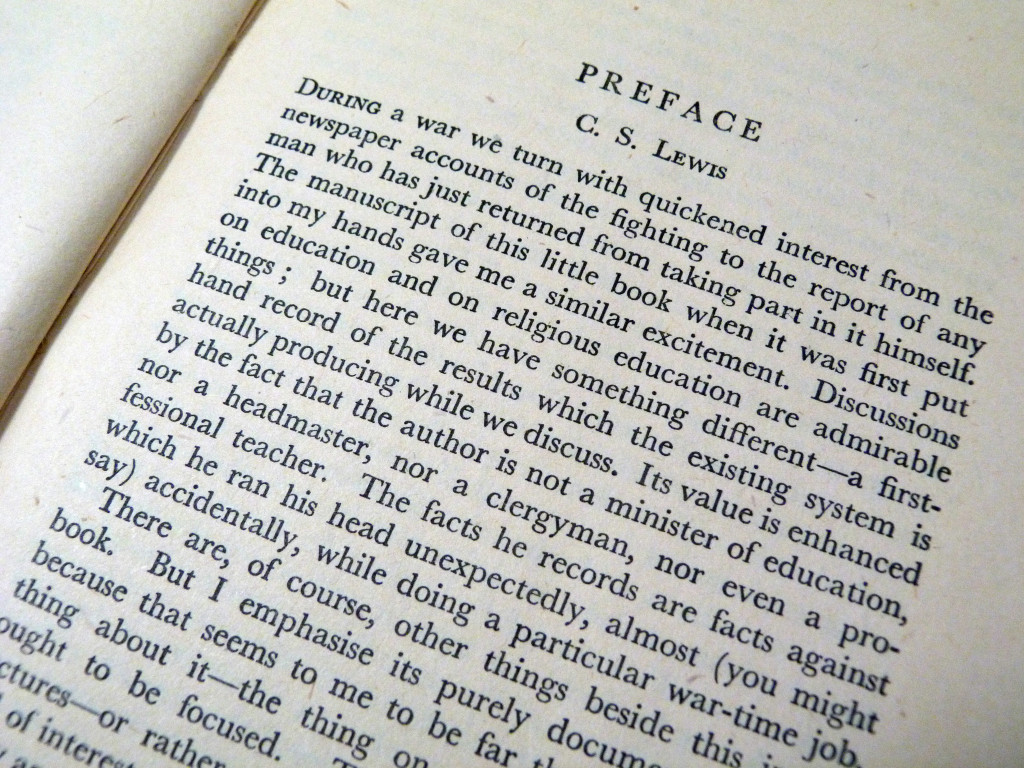 PREFACE
C. S. LEWIS
DURING a war we turn with quickened interest from the
newspaper accounts of the fighting to the report of any
man who has just returned from taking part in it himself.
The manuscript of this little book when it was first put
into my hands gave me a similar excitement. Discussions
on education and on religious education are admirable
things; but here we have something different—a first-
hand record of the results which the existing system is
actually producing while we discuss. Its value is enhanced
by the fact that the author is not a minister of education,
nor a headmaster, nor a clergyman, nor even a pro-
fessional teacher. The facts he records are facts against
which he ran his head unexpectedly, almost (you might
say) accidentally, while doing a particular war-time job.
There are, of course, other things beside this
book. But I emphasise its purely
because that seems to me to be far
thing about it—the thing
ought to be focused.
or rather
of interest